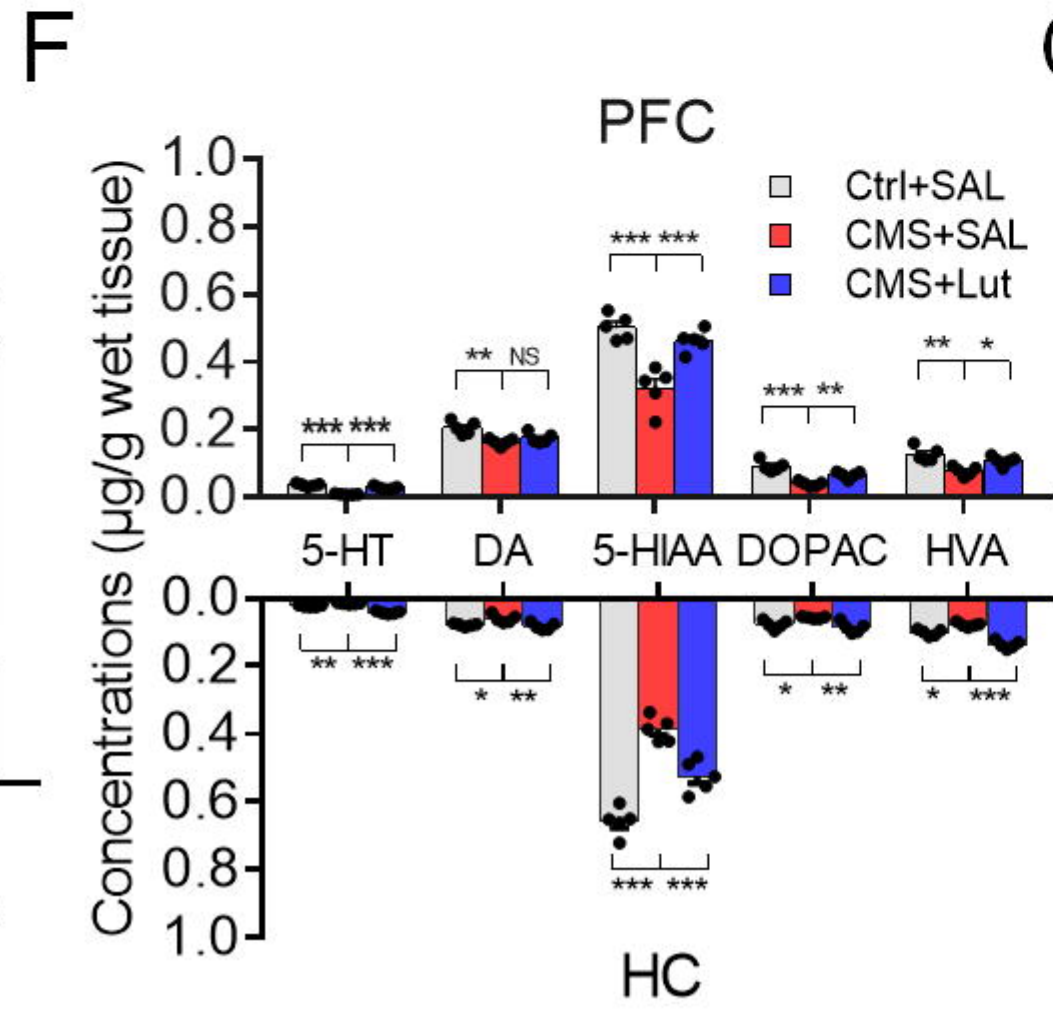 F
PFC
Concentrations (µg/g wet tissue)
1.0
0.8
0.6
0.4
0.2
0.0
Ctrl+SAL
CMS+SAL
CMS+Lut
*** ***
** NS
*** ***
*** **
** *
5-HT DA 5-HIAA DOPAC HVA
0.0
0.2
0.4
0.6
0.8
1.0
** ***
* **
*** ***
* **
* ***
HC